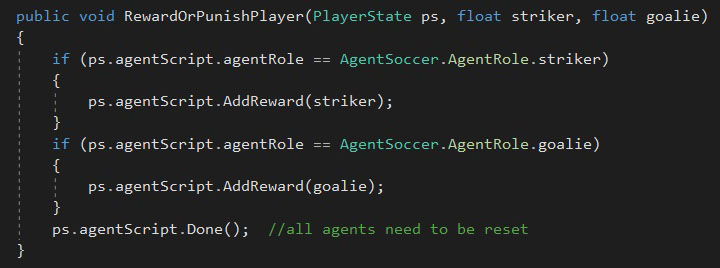 public void RewardOrPunishPlayer(PlayerState ps, float striker, float goalie)
{
    if (ps.agentScript.agentRole == AgentSoccer.AgentRole.striker)
    {
        ps.agentScript.AddReward(striker);
    }
    if (ps.agentScript.agentRole == AgentSoccer.AgentRole.goalie)
    {
        ps.agentScript.AddReward(goalie);
    }
    ps.agentScript.Done();  //all agents need to be reset
}